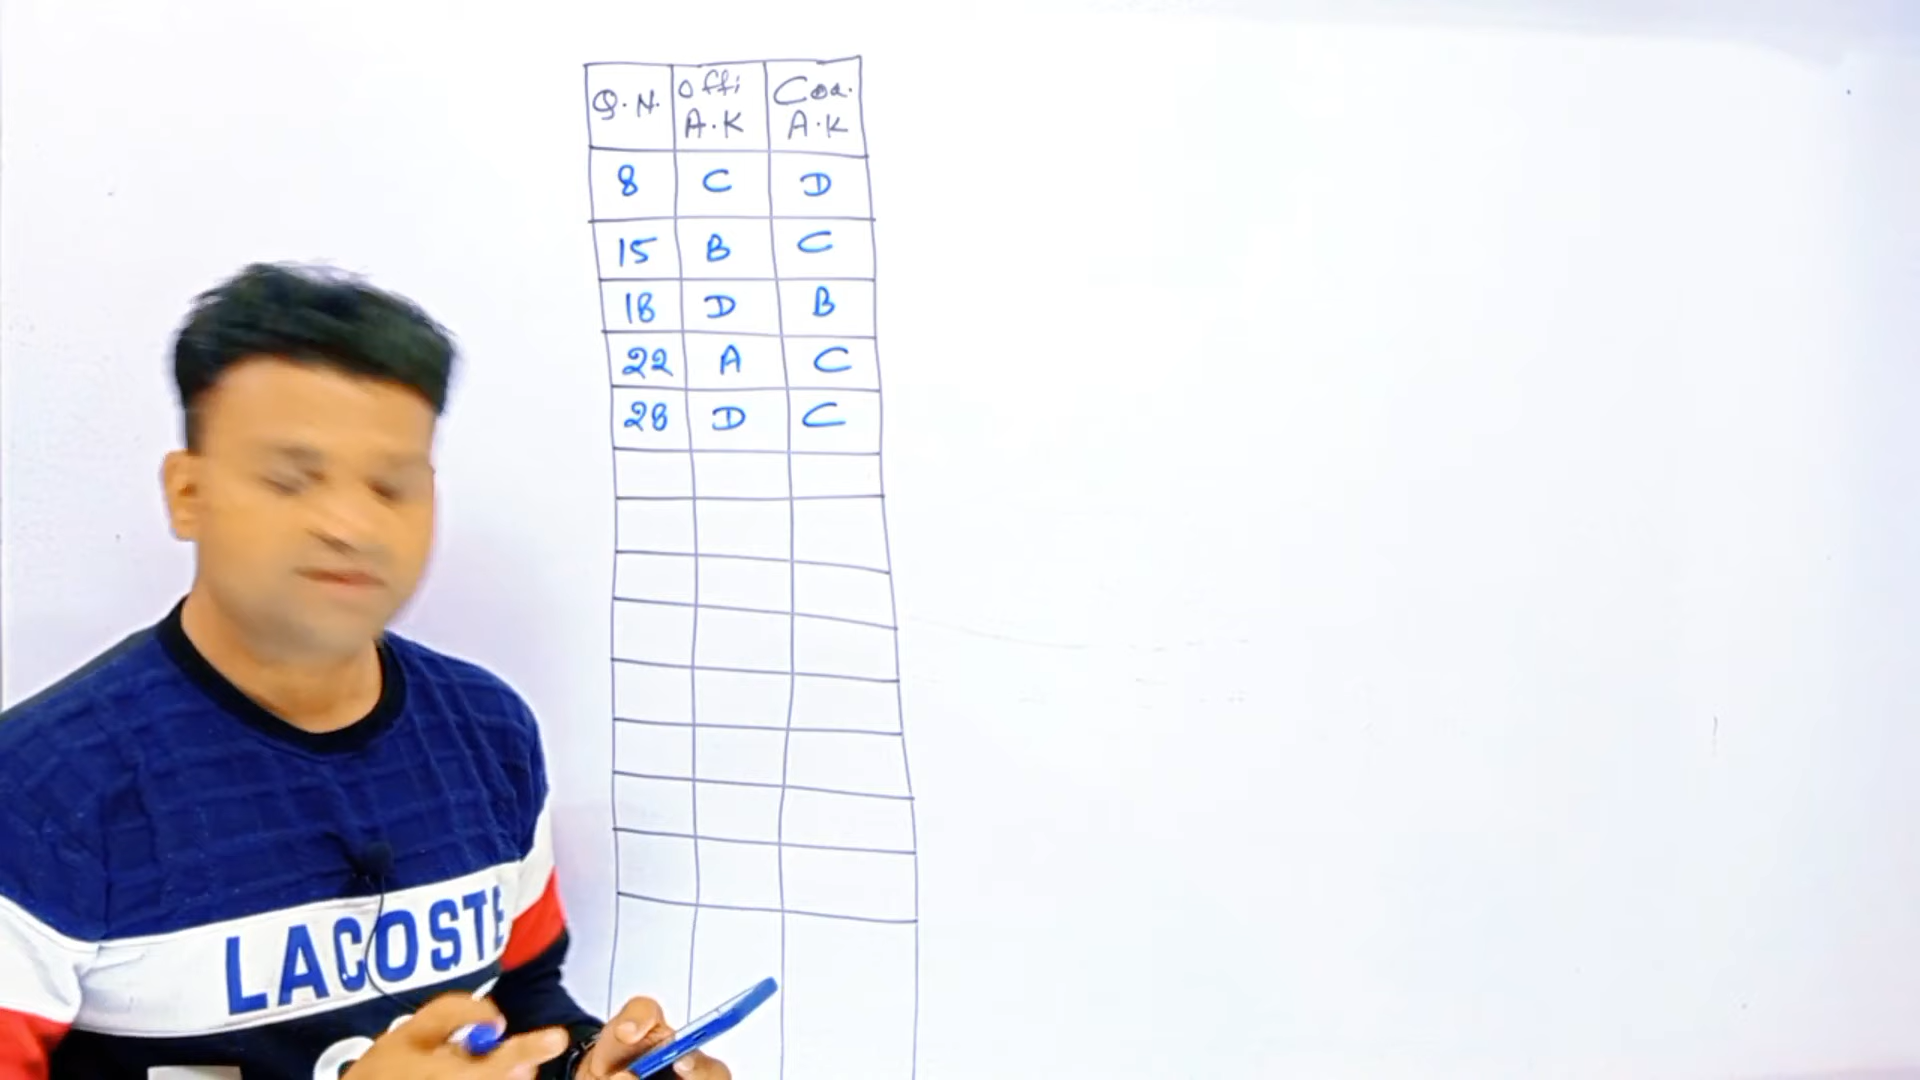 Q.N. Offi A.K Coa. A.K
8 C D
15 B C
18 D B
22 A C
28 D C
LACOSTE